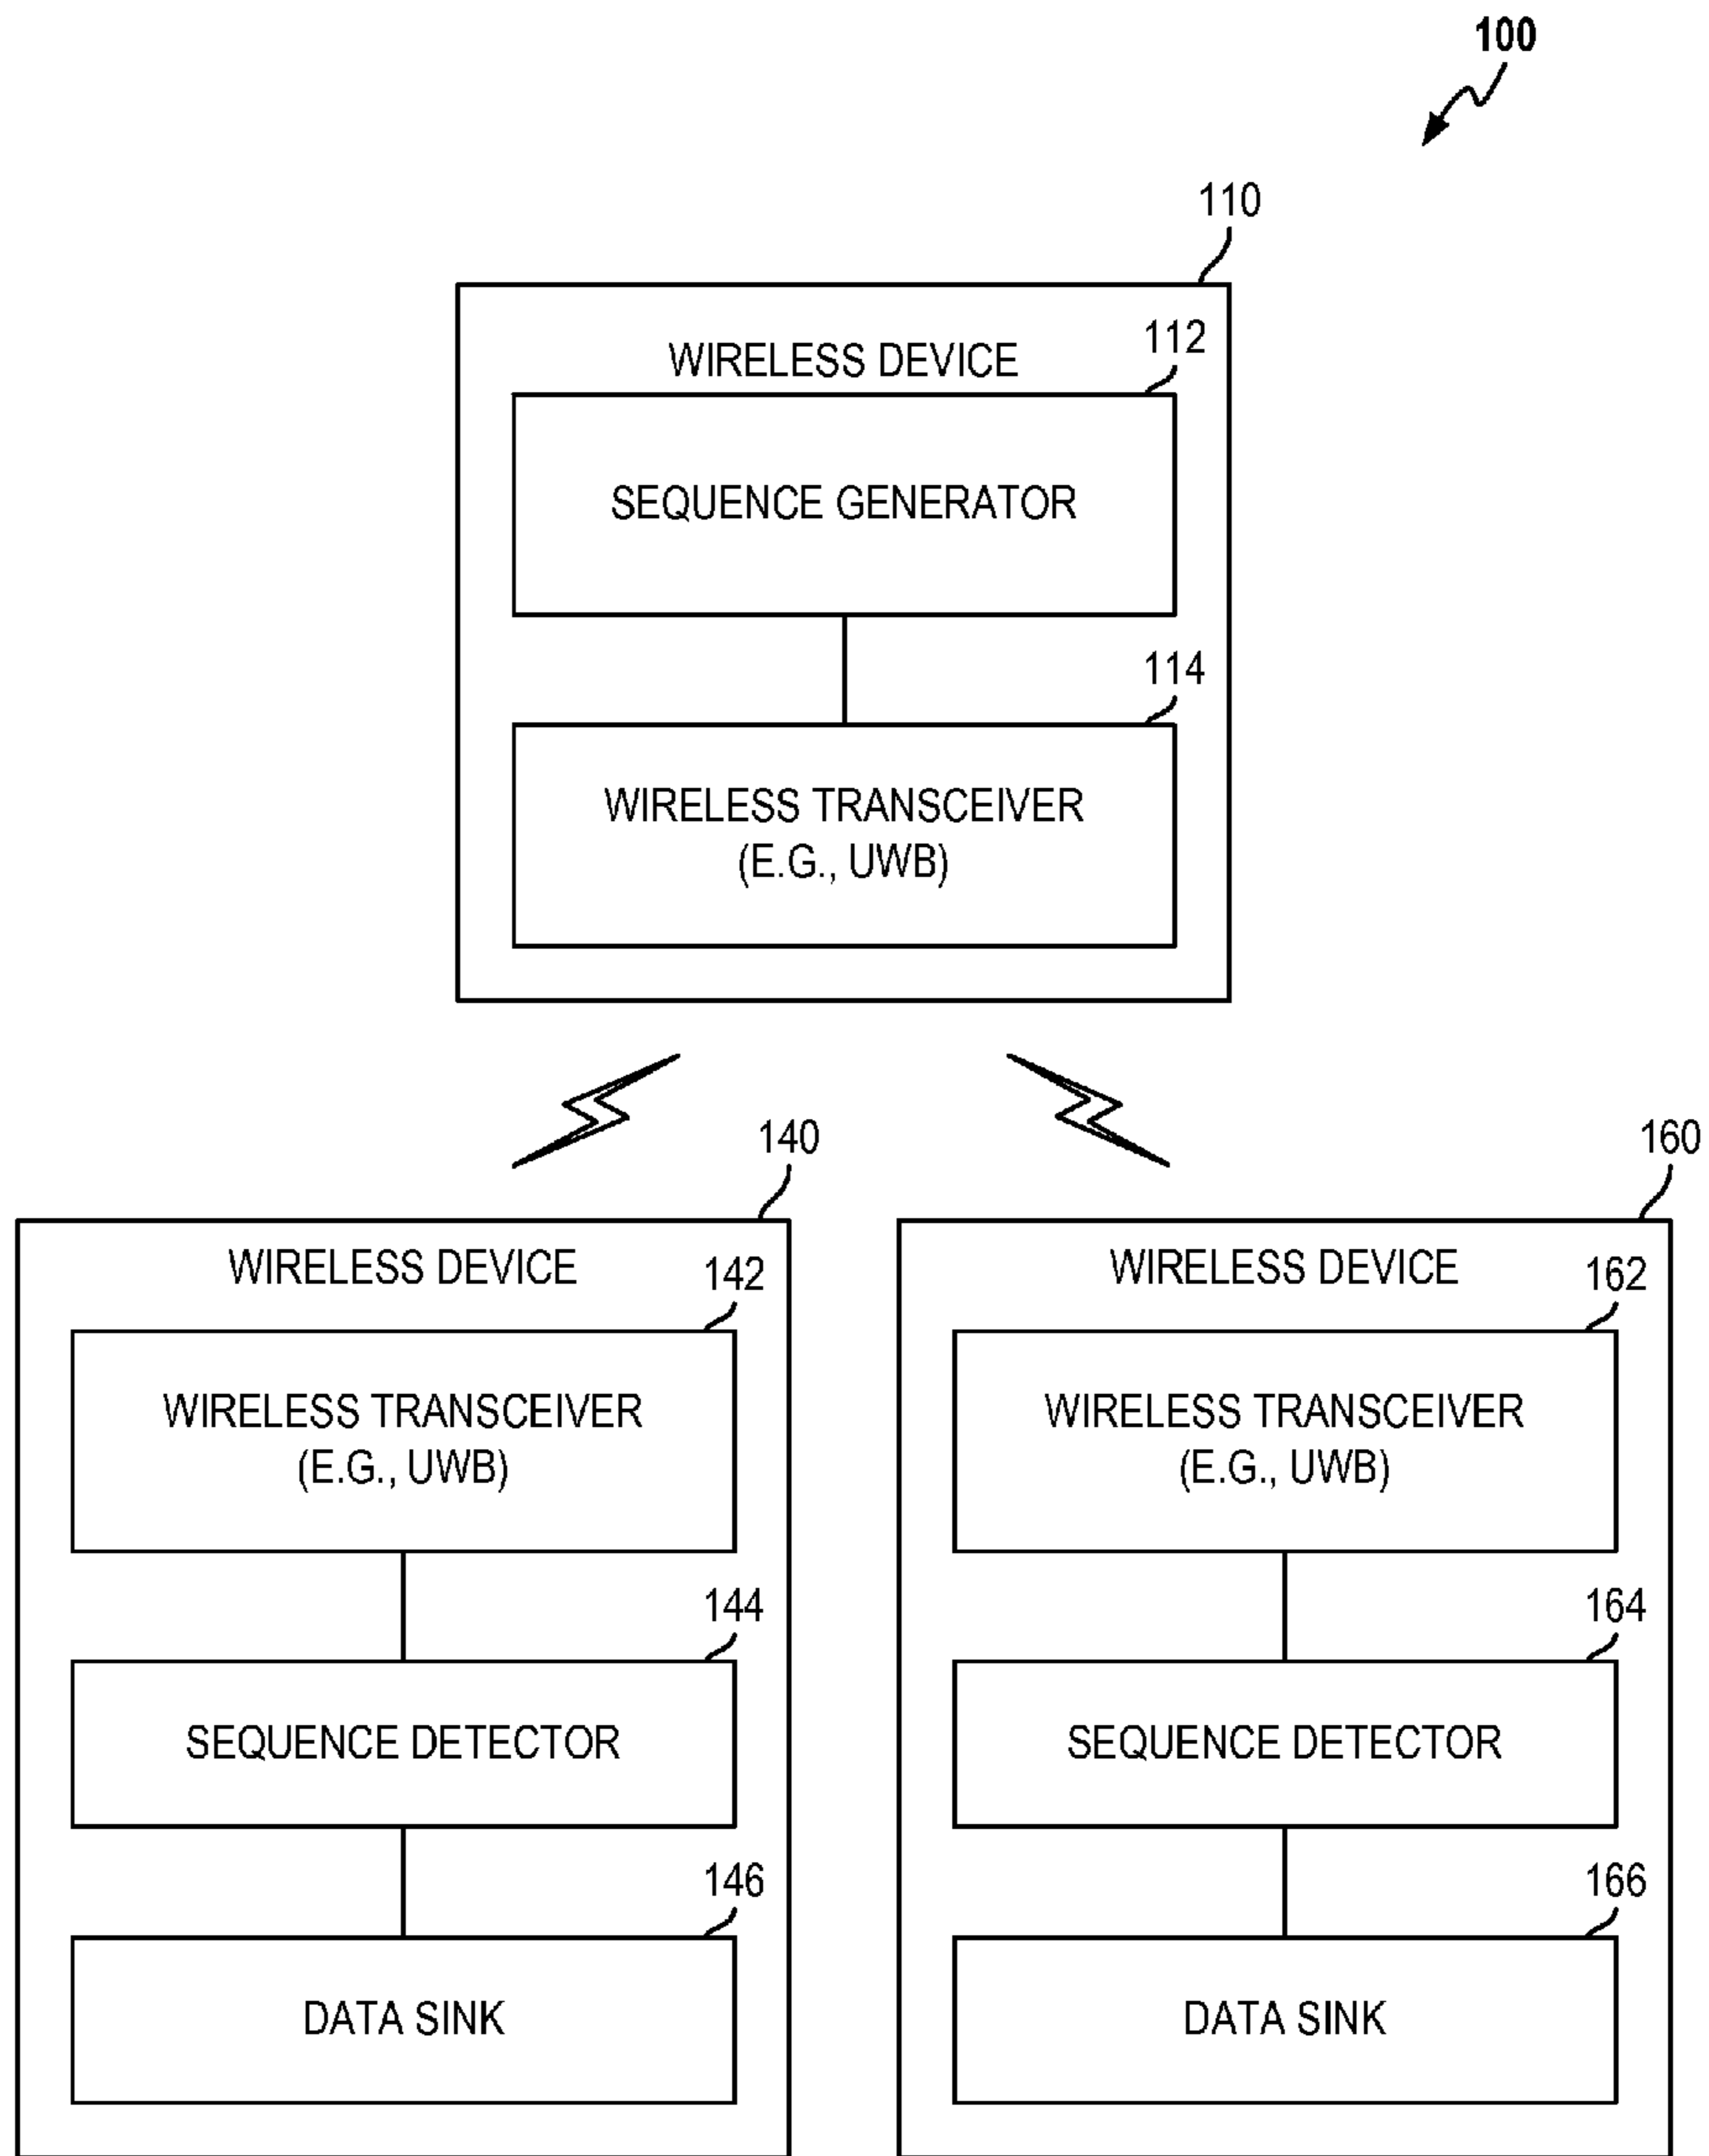 100
110
WIRELESS DEVICE
112
SEQUENCE GENERATOR
114
WIRELESS TRANSCEIVER
(E.G., UWB)
140
WIRELESS DEVICE
142
WIRELESS TRANSCEIVER
(E.G., UWB)
144
SEQUENCE DETECTOR
146
DATA SINK
160
WIRELESS DEVICE
162
WIRELESS TRANSCEIVER
(E.G., UWB)
164
SEQUENCE DETECTOR
166
DATA SINK